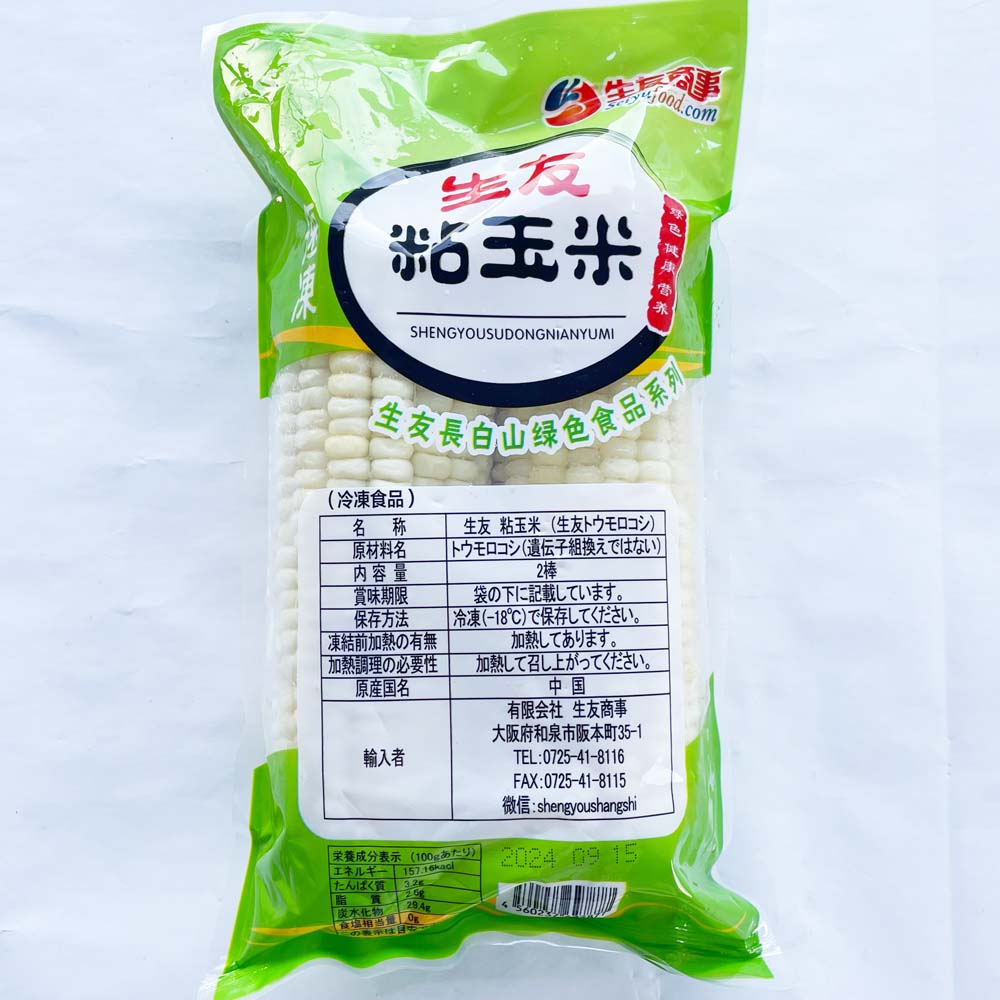 生友商事
seiyufood.com
生友
粘玉米
绿色健康营养
冻
SHENGYOUSUDONGNIANYUMI
生友長白山绿色食品系列
(冷凍食品)
名 称 生友 粘玉米 (生友トウモロコシ)
原材料名 トウモロコシ(遺伝子組換えではない)
内容量 2棒
賞味期限 袋の下に記載しています。
保存方法 冷凍(-18℃)で保存してください。
凍結前加熱の有無 加熱してあります。
加熱調理の必要性 加熱して召し上がってください。
原産国名 中国
輸入者 有限会社 生友商事
大阪府和泉市阪本町35-1
TEL:0725-41-8116
FAX:0725-41-8115
微信:shengyoushangshi
栄養成分表示 (100gあたり)
エネルギー 157.16kacl
たんぱく質 3.2g
脂 質 2.6g
炭水化物 29.4g
食塩相当量 0g
2024 09 15